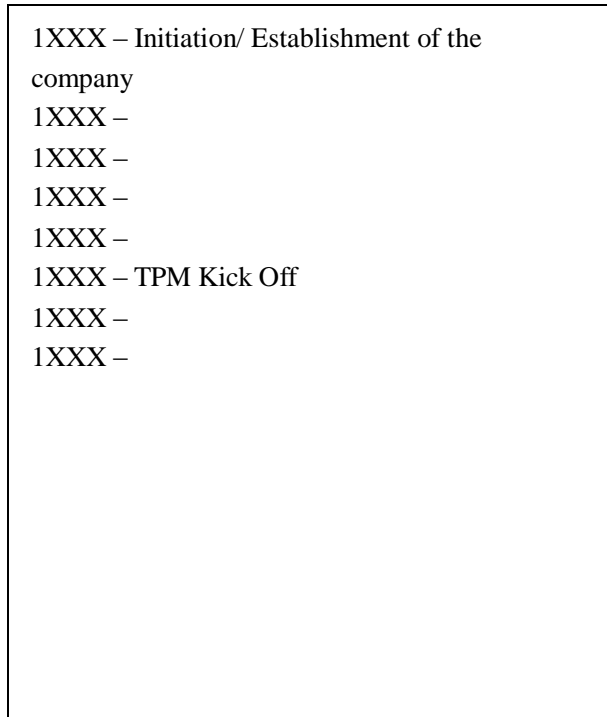 1XXX – Initiation/ Establishment of the
company
1XXX –
1XXX –
1XXX –
1XXX –
1XXX – TPM Kick Off
1XXX –
1XXX –